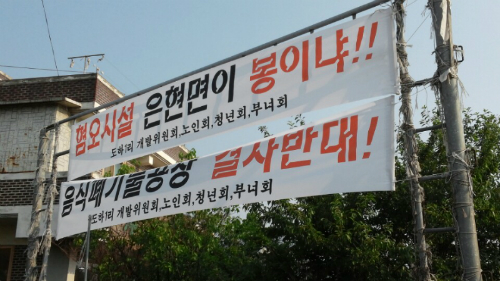 혐오시설 은현면이 봉이냐!!
도하1리 개발위원회,노인회,청년회,부녀회
음식폐기물공장 결사반대!
도하1리 개발위원회,노인회,청년회,부녀회